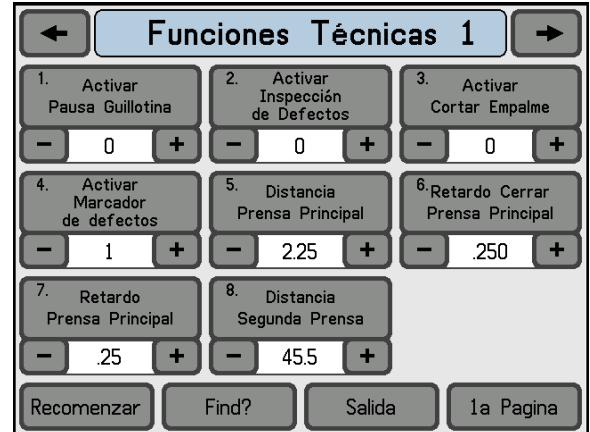 Funciones Técnicas 1
1.
Activar
Pausa Guillotina
− 0 +
2.
Activar
Inspección
de Defectos
− 0 +
3.
Activar
Cortar Empalme
− 0 +
4.
Activar
Marcador
de defectos
− 1 +
5.
Distancia
Prensa Principal
− 2.25 +
6.
Retardo Cerrar
Prensa Principal
− .250 +
7.
Retardo
Prensa Principal
− .25 +
8.
Distancia
Segunda Prensa
− 45.5 +
Recomenzar
Find?
Salida
1a Pagina